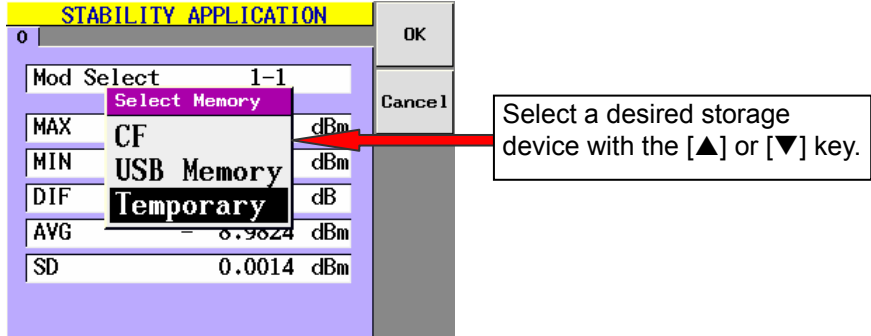 STABILITY APPLICATION
0
OK
Cancel
Mod Select 1-1
Select Memory
CF
USB Memory
Temporary
MAX dBm
MIN dBm
DIF dB
AVG - 8.9824 dBm
SD 0.0014 dBm
Select a desired storage
device with the [▲] or [▼] key.